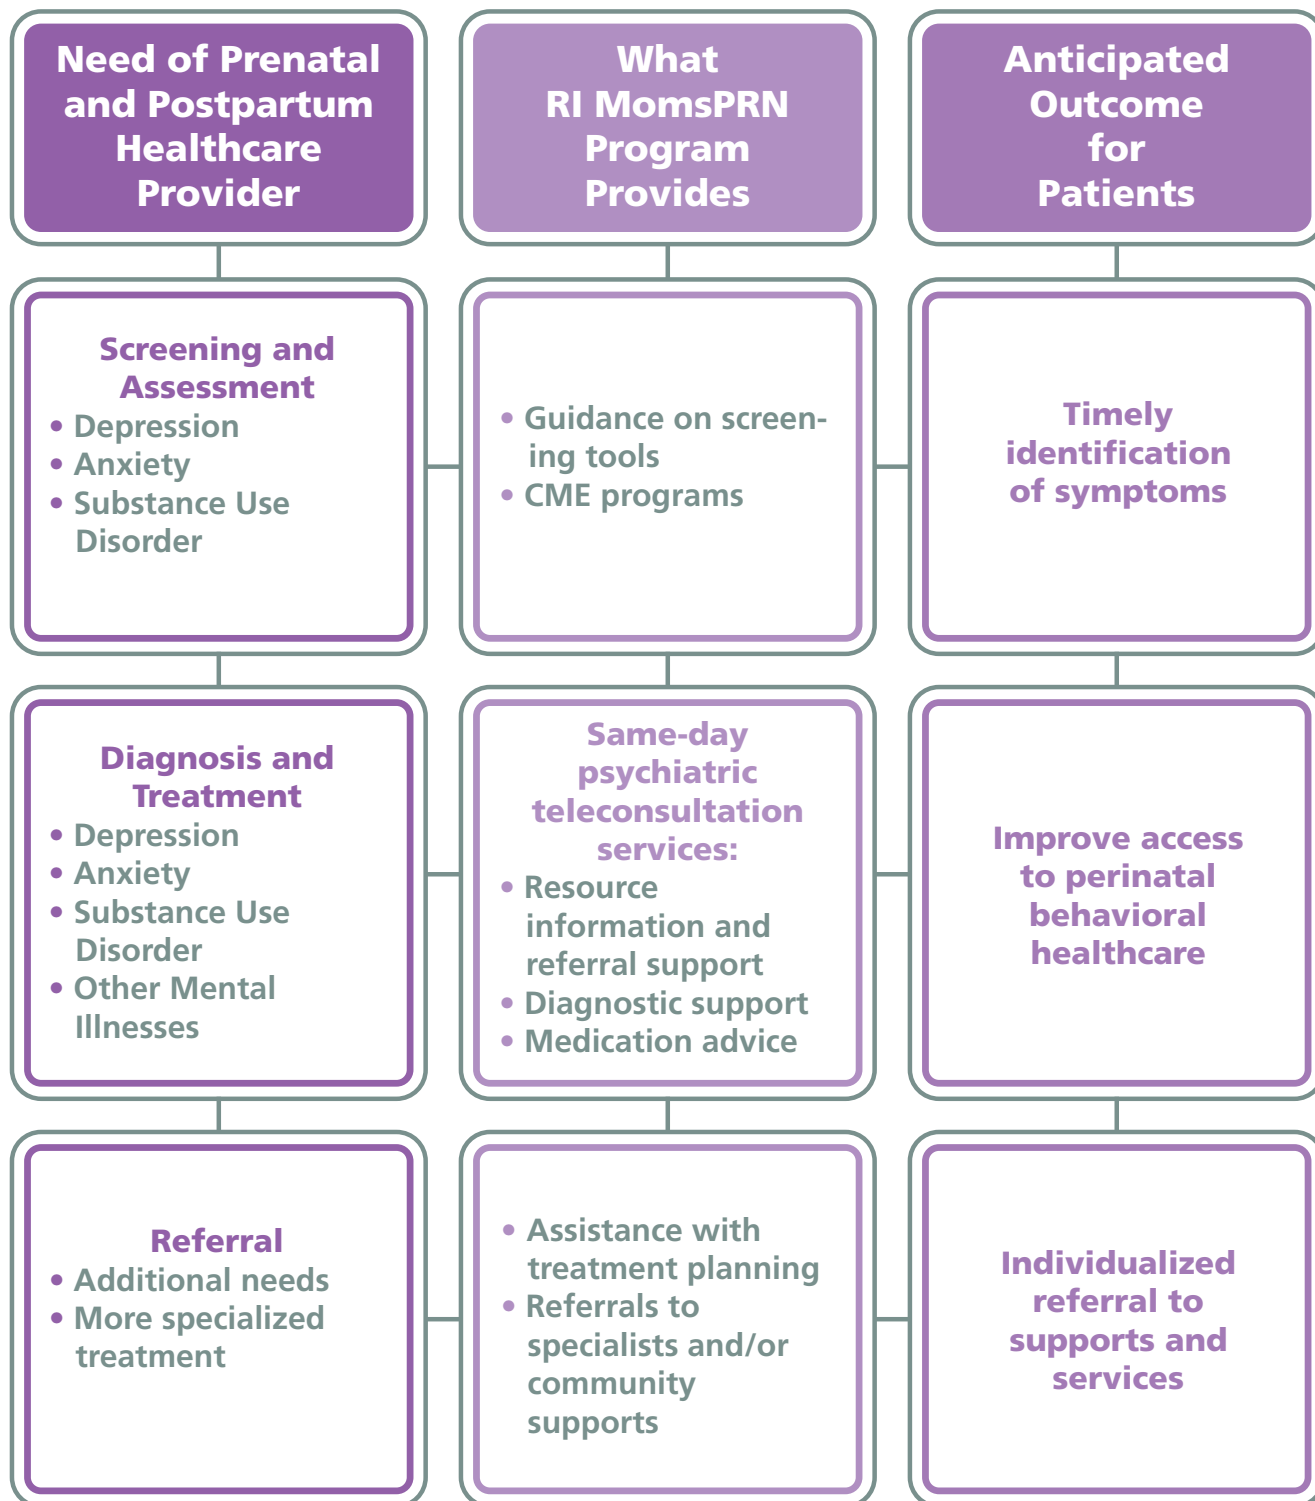 Need of Prenatal
and Postpartum
Healthcare
Provider
What
RI MomsPRN
Program
Provides
Anticipated
Outcome
for
Patients
Screening and
Assessment
• Depression
• Anxiety
• Substance Use
Disorder
• Guidance on screen-
ing tools
• CME programs
Timely
identification
of symptoms
Diagnosis and
Treatment
• Depression
• Anxiety
• Substance Use
Disorder
• Other Mental
Illnesses
Same-day
psychiatric
teleconsultation
services:
• Resource
information and
referral support
• Diagnostic support
• Medication advice
Improve access
to perinatal
behavioral
healthcare
Referral
• Additional needs
• More specialized
treatment
• Assistance with
treatment planning
• Referrals to
specialists and/or
community
supports
Individualized
referral to
supports and
services